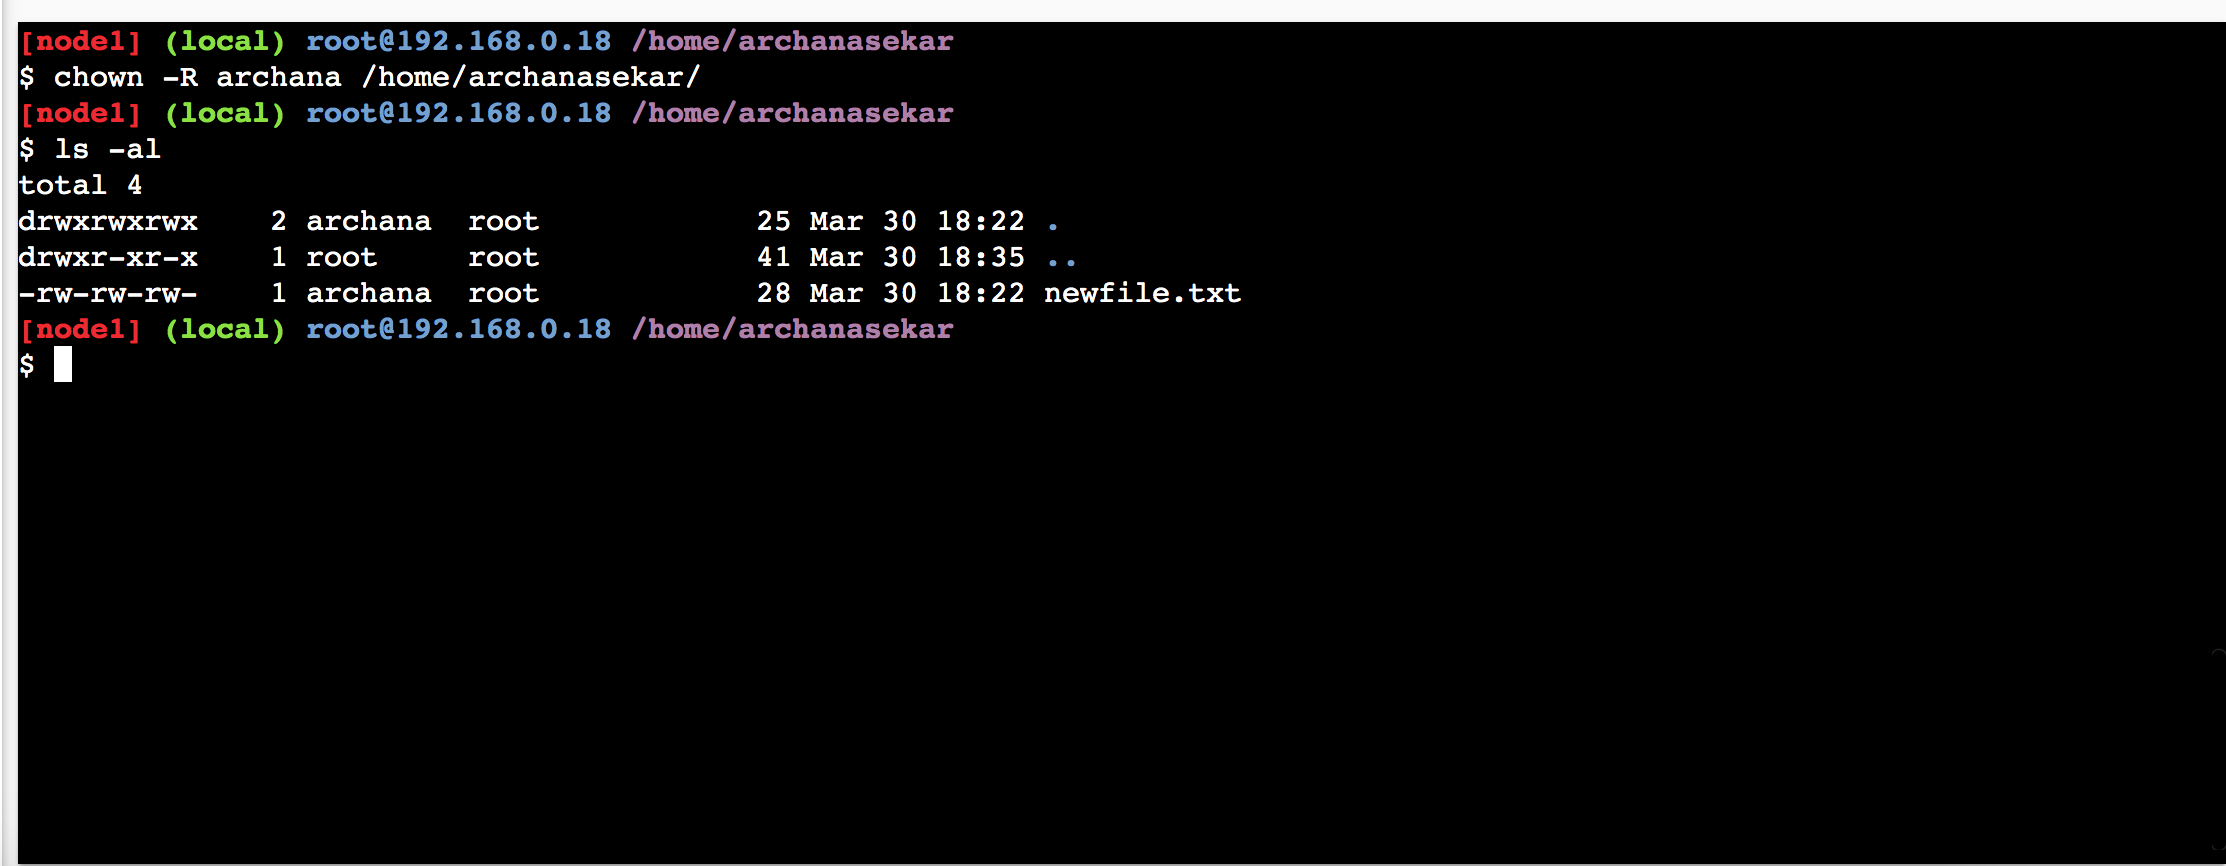 [node1] (local) root@192.168.0.18 /home/archanasekar
$ chown -R archana /home/archanasekar/
[node1] (local) root@192.168.0.18 /home/archanasekar
$ ls -al
total 4
drwxrwxrwx    2 archana  root            25 Mar 30 18:22 .
drwxr-xr-x    1 root     root            41 Mar 30 18:35 ..
-rw-rw-rw-    1 archana  root            28 Mar 30 18:22 newfile.txt
[node1] (local) root@192.168.0.18 /home/archanasekar
$